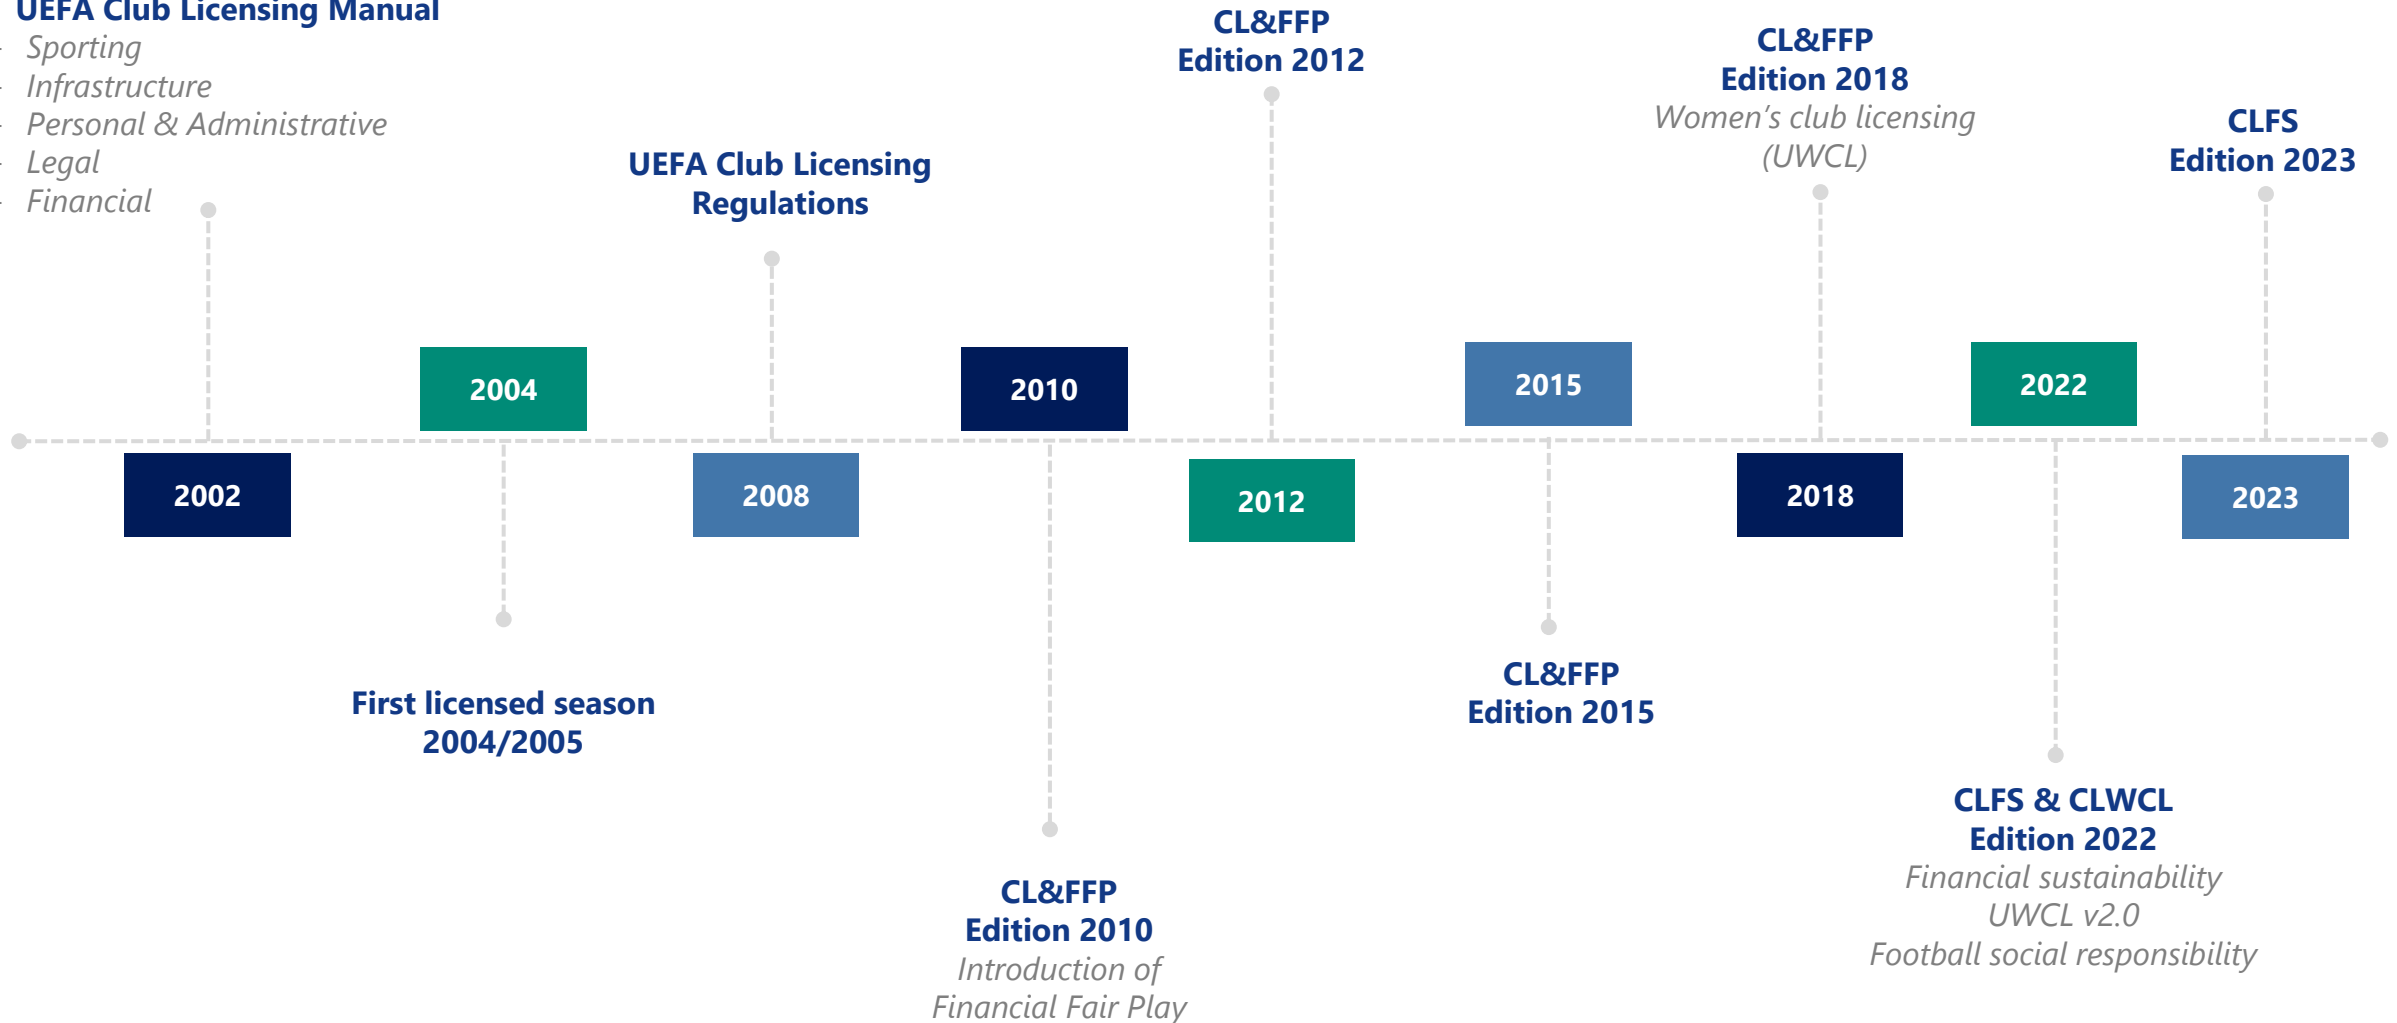 UEFA Club Licensing Manual
- Sporting
- Infrastructure
- Personal & Administrative
- Legal
- Financial
2002
2004
First licensed season
2004/2005
UEFA Club Licensing
Regulations
2008
2010
CL&FFP
Edition 2010
Introduction of
Financial Fair Play
CL&FFP
Edition 2012
2012
2015
CL&FFP
Edition 2015
CL&FFP
Edition 2018
Women’s club licensing
(UWCL)
2018
2022
CLFS & CLWCL
Edition 2022
Financial sustainability
UWCL v2.0
Football social responsibility
CLFS
Edition 2023
2023